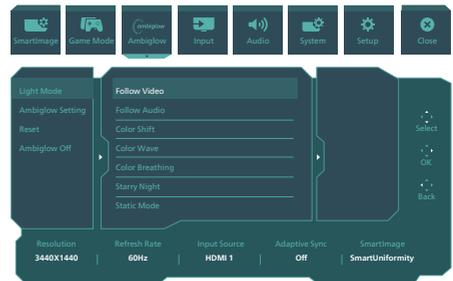 ambiglow
SmartImage
Game Mode
Ambiglow
Input
Audio
System
Setup
Close
Light Mode
Ambiglow Setting
Reset
Ambiglow Off
Follow Video
Follow Audio
Color Shift
Color Wave
Color Breathing
Starry Night
Static Mode
Select
OK
Back
Resolution
3440X1440
Refresh Rate
60Hz
Input Source
HDMI 1
Adaptive Sync
Off
SmartImage
SmartUniformity